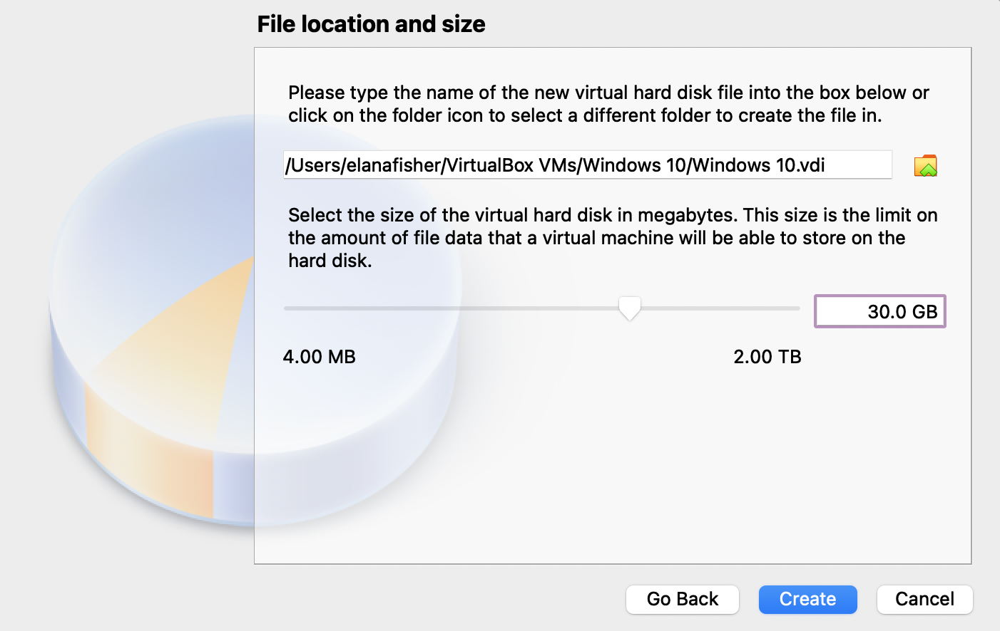 File location and size
Please type the name of the new virtual hard disk file into the box below or
click on the folder icon to select a different folder to create the file in.
/Users/elanafisher/VirtualBox VMs/Windows 10/Windows 10.vdi
Select the size of the virtual hard disk in megabytes. This size is the limit on
the amount of file data that a virtual machine will be able to store on the
hard disk.
30.0 GB
4.00 MB
2.00 TB
Go Back
Create
Cancel